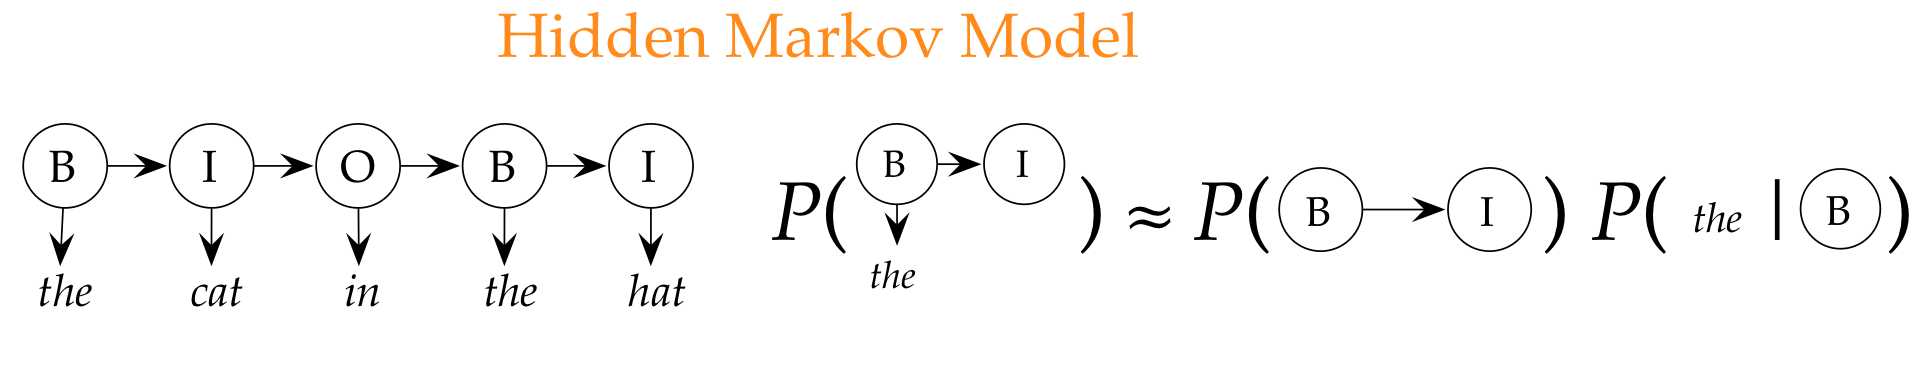 Hidden Markov Model
B I O B I
the cat in the hat
P( B I ) ≈ P( B I ) P( the | B )
the